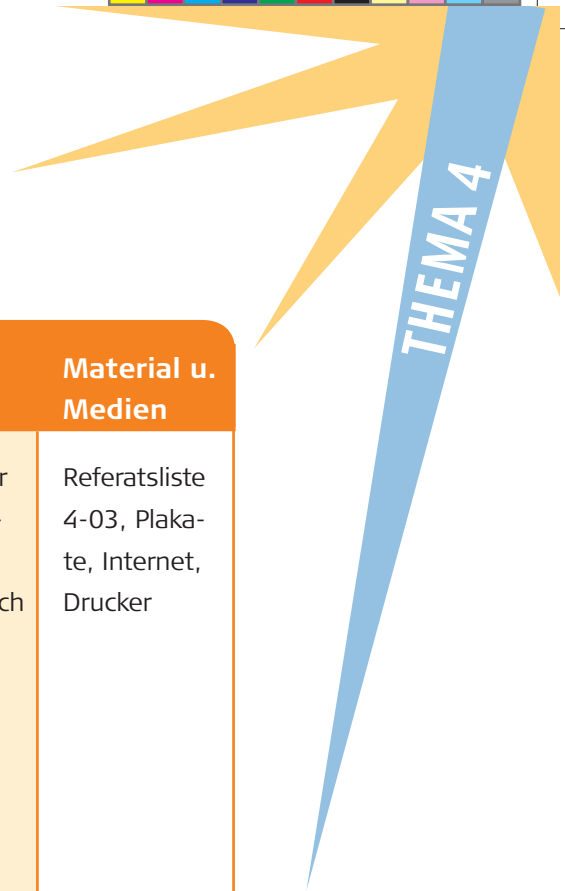 THEMA 4
Material u.
Medien
Referatsliste
4-03, Plaka-
te, Internet,
Drucker